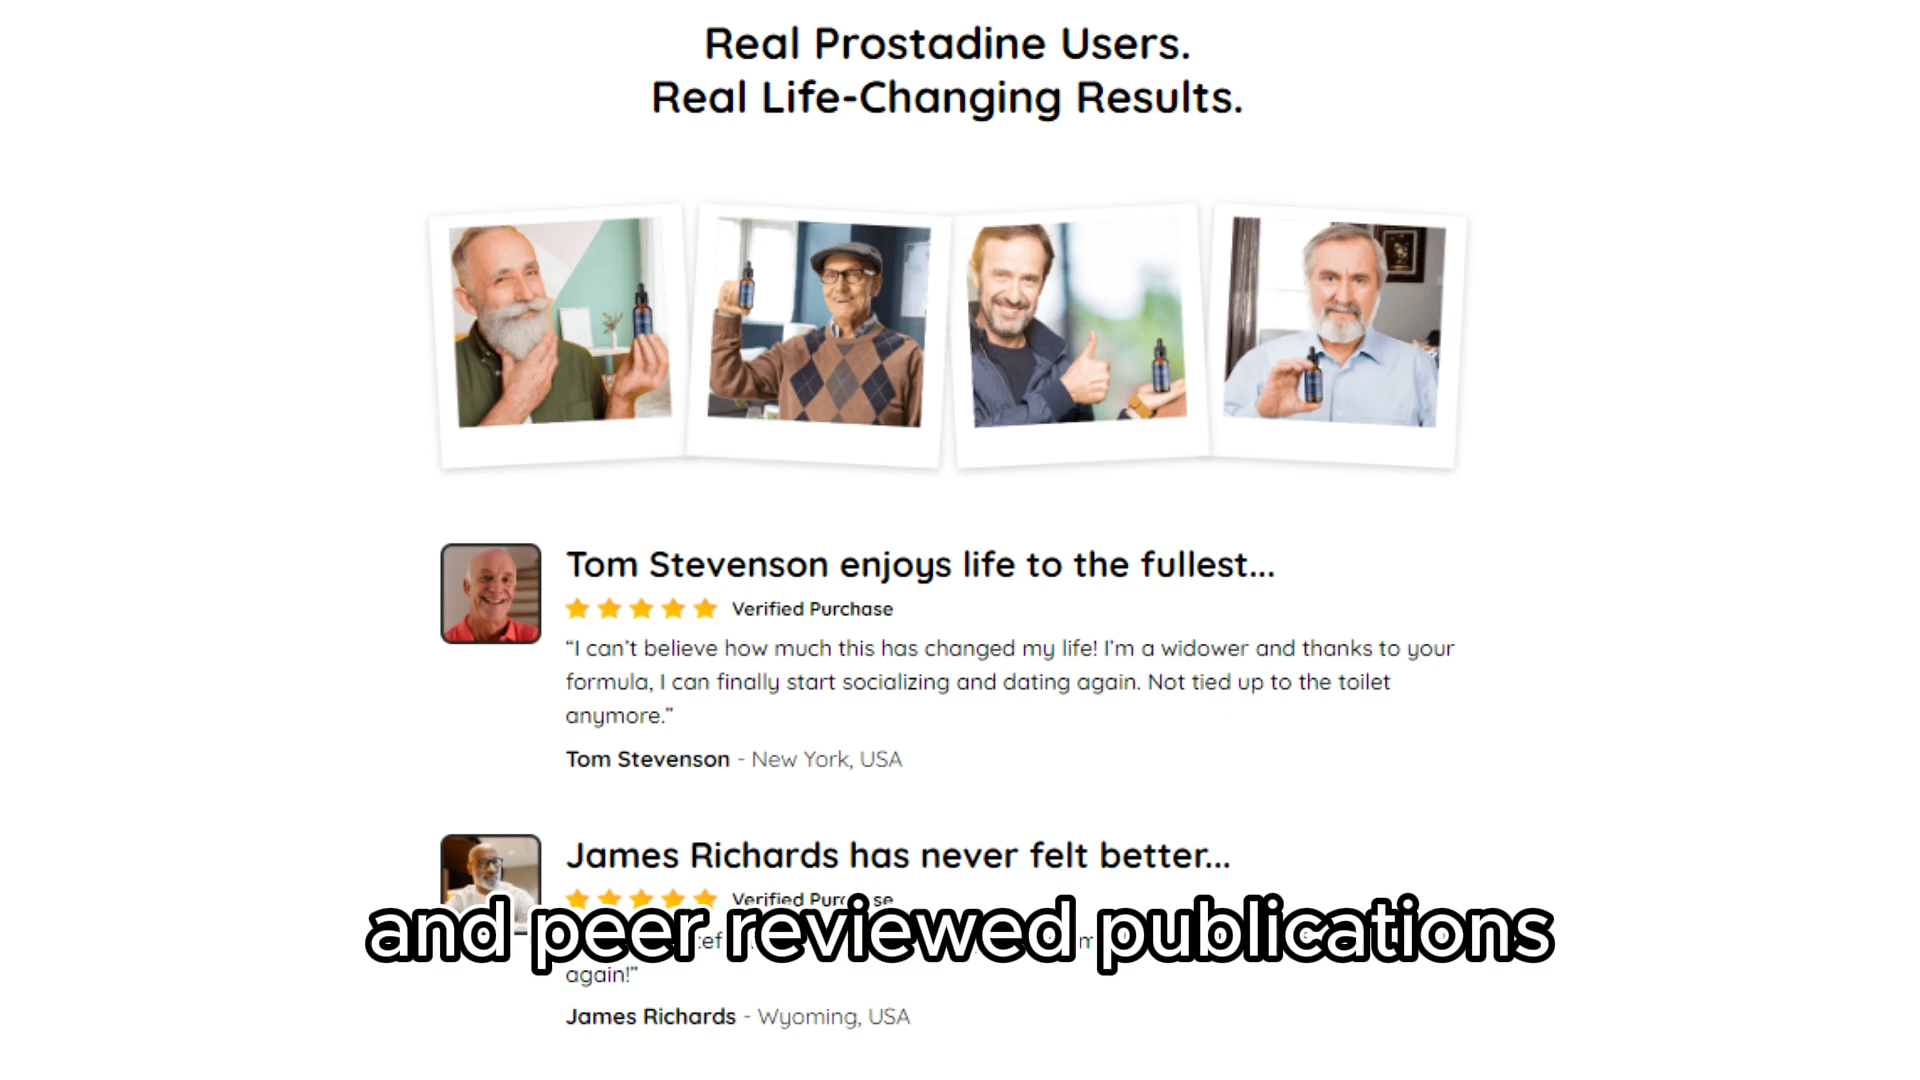 Real Prostadine Users.
Real Life-Changing Results.
Tom Stevenson enjoys life to the fullest...
Verified Purchase
“I can’t believe how much this has changed my life! I’m a widower and thanks to your
formula, I can finally start socializing and dating again. Not tied up to the toilet
anymore.”
Tom Stevenson - New York, USA
James Richards has never felt better...
Verified Purchase
and peer reviewed publications
again!”
James Richards - Wyoming, USA